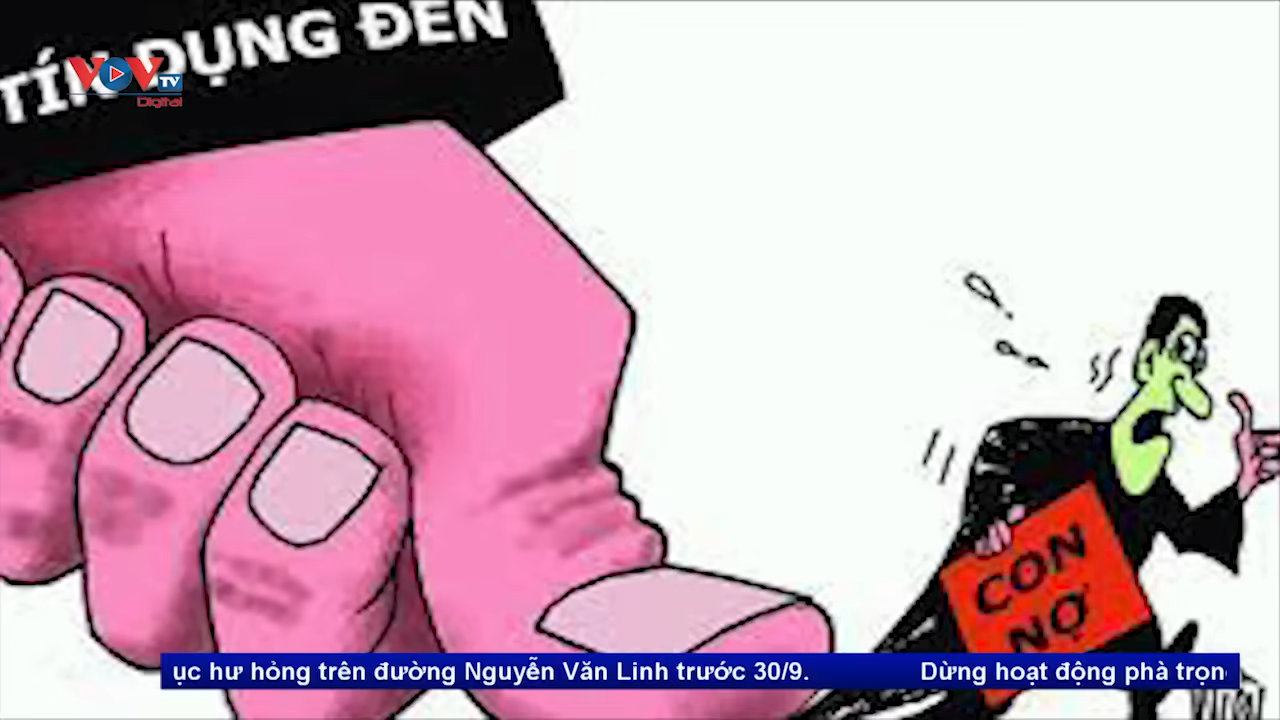 TÍN DỤNG ĐEN
VOV TV
Digital
CON
NỢ
ục hư hỏng trên đường Nguyễn Văn Linh trước 30/9. Dừng hoạt động phà trọn